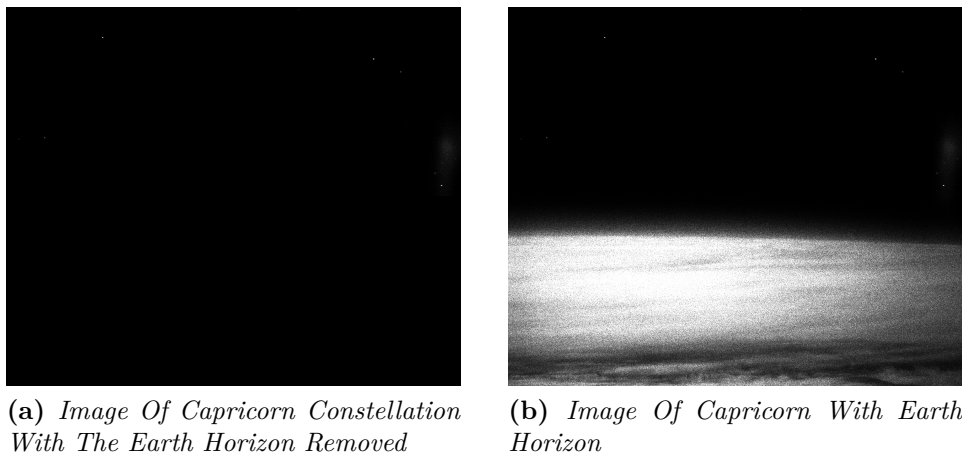 (a) Image Of Capricorn Constellation
With The Earth Horizon Removed
(b) Image Of Capricorn With Earth
Horizon